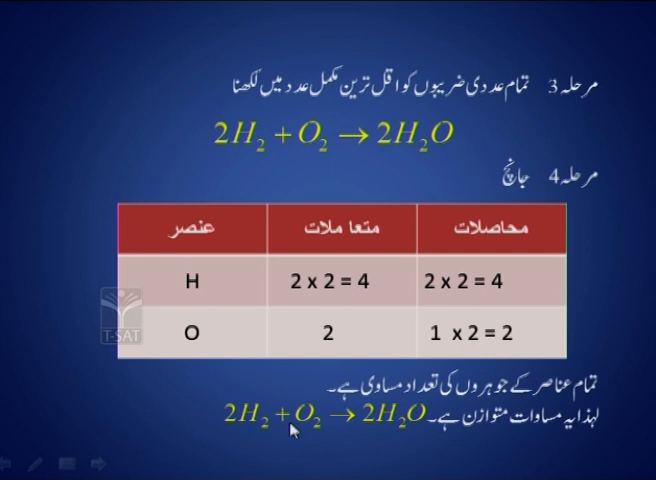 مرحلہ 3 تمام عددی ضریبوں کو اقل ترین مکمل عدد میں لکھنا
2H₂ + O₂ → 2H₂O
مرحلہ 4 جانچ
عنصر متعاملات محاصلات
H 2 x 2 = 4 2 x 2 = 4
O 2 1 x 2 = 2
T-SAT
تمام عناصر کے جوہروں کی تعداد مساوی ہے۔
لہذا یہ مساوات متوازن ہے۔ 2H₂ + O₂ → 2H₂O